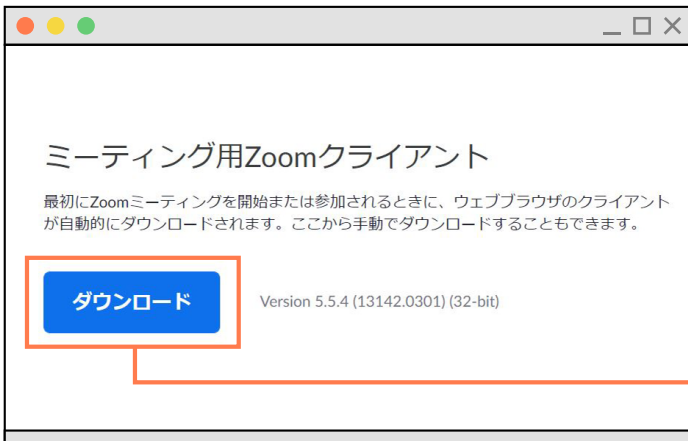 ミーティング用Zoomクライアント
最初にZoomミーティングを開始または参加されるときに、ウェブブラウザのクライアント
が自動的にダウンロードされます。ここから手動でダウンロードすることもできます。
ダウンロード Version 5.5.4 (13142.0301) (32-bit)